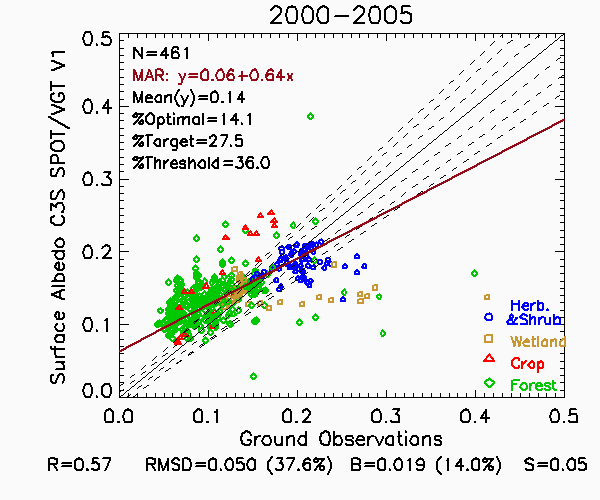 2000-2005
N=461
MAR: y=0.06+0.64x
Mean(y)=0.14
%Optimal=14.1
%Target=27.5
%Threshold=36.0
Surface Albedo C3S SPOT/VGT V1
0.5
0.4
0.3
0.2
0.1
0.0
Herb.
&Shrub
Wetland
Crop
Forest
0.0 0.1 0.2 0.3 0.4 0.5
Ground Observations
R=0.57 RMSD=0.050 (37.6%) B=0.019 (14.0%) S=0.05